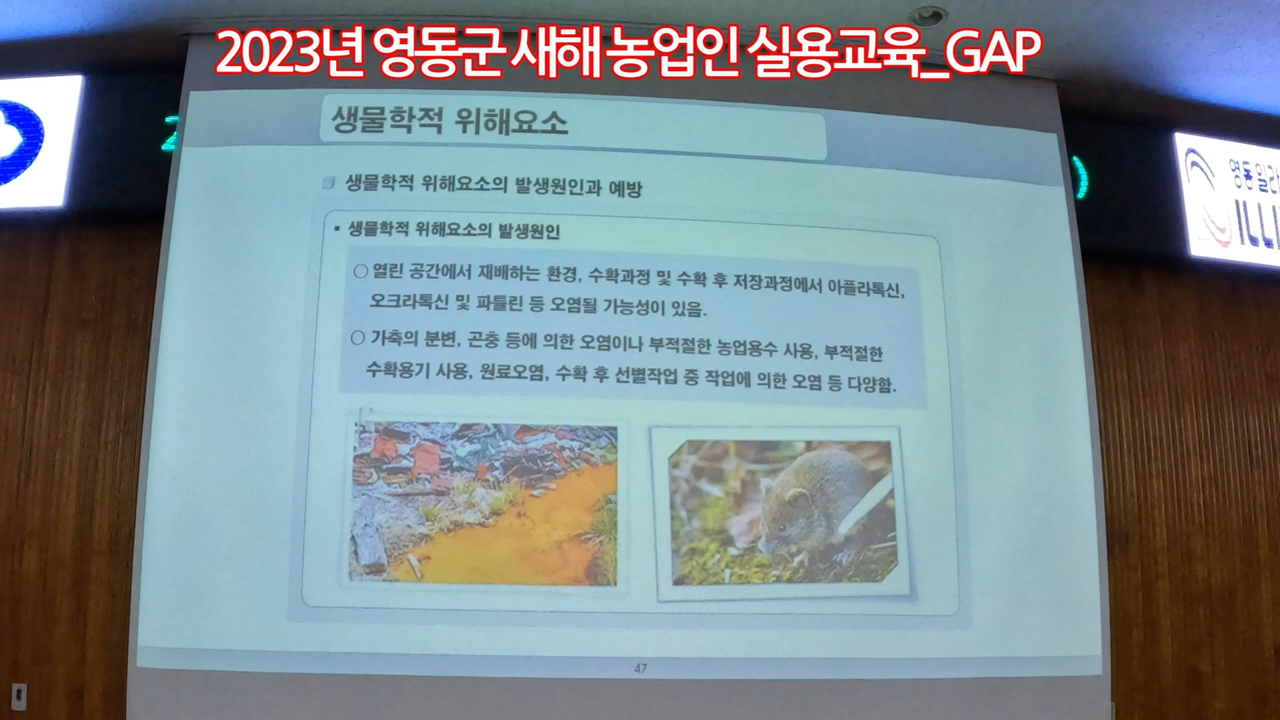 2023년 영동군 새해 농업인 실용교육_GAP
생물학적 위해요소
생물학적 위해요소의 발생원인과 예방
▪ 생물학적 위해요소의 발생원인
○ 열린 공간에서 재배하는 환경, 수확과정 및 수확 후 저장과정에서 아플라톡신,
오크라톡신 및 파튤린 등 오염될 가능성이 있음.
○ 가축의 분변, 곤충 등에 의한 오염이나 부적절한 농업용수 사용, 부적절한
수확용기 사용, 원료오염, 수확 후 선별작업 중 작업에 의한 오염 등 다양함.
47
영동 일라
ILLI